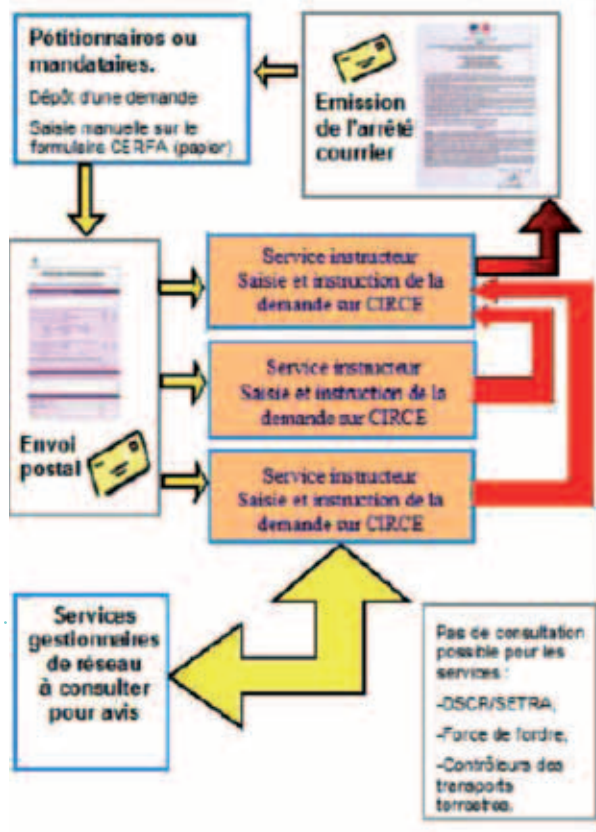 Pétitionnaires ou
mandataires.
Dépôt d'une demande
Saisie manuelle sur le
formulaire CERFA (papier)
Emission
de l'arrêté
courrier
Service instructeur
Saisie et instruction de la
demande sur CIRCE
Service instructeur
Saisie et instruction de la
demande sur CIRCE
Envoi
postal
Service instructeur
Saisie et instruction de la
demande sur CIRCE
Services
gestionnaires
de réseau
à consulter
pour avis
Pas de consultation
possible pour les
services :
-DSCR/SETRA,
-Force de l'ordre,
-Contrôleurs des
transports
terrestres.